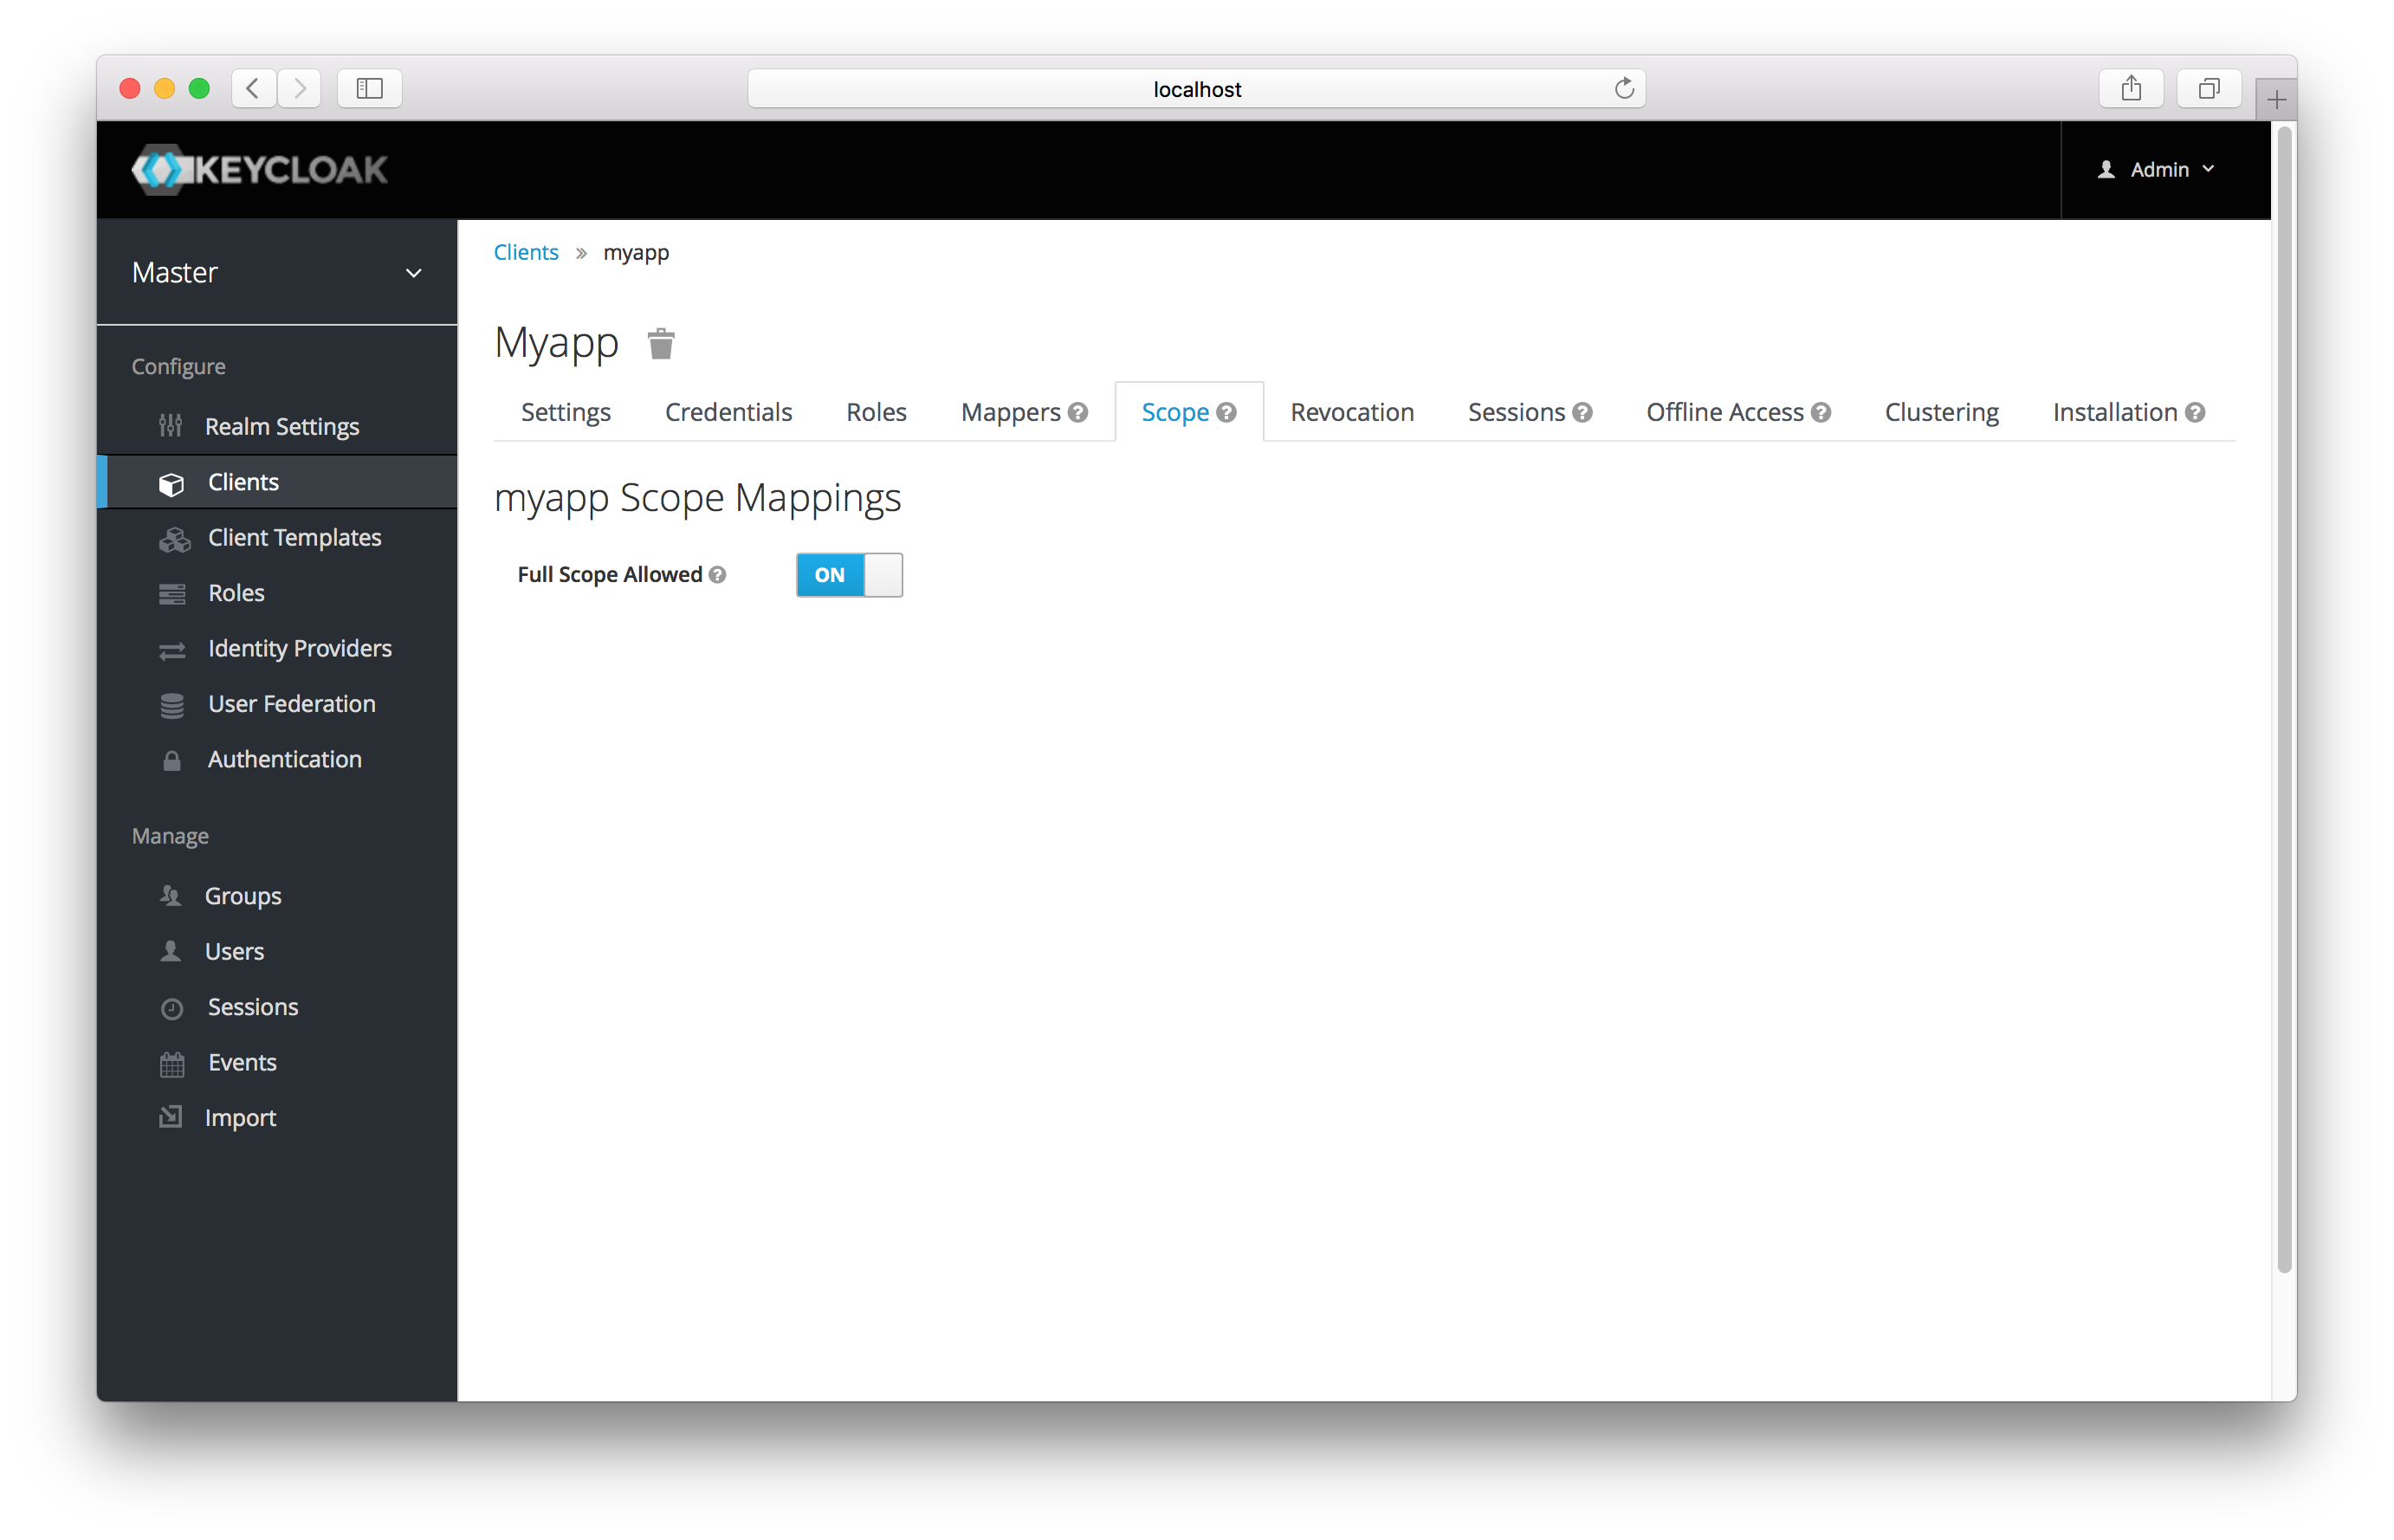 localhost
KEYCLOAK
Admin
Master
Clients » myapp
Configure
Realm Settings
Clients
Client Templates
Roles
Identity Providers
User Federation
Authentication
Manage
Groups
Users
Sessions
Events
Import
Myapp
Settings Credentials Roles Mappers ? Scope ? Revocation Sessions ? Offline Access ? Clustering Installation ?
myapp Scope Mappings
Full Scope Allowed ? ON